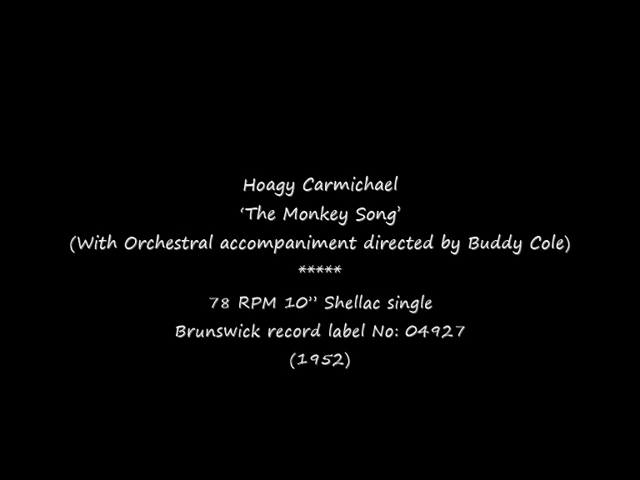 Hoagy Carmichael
‘The Monkey Song’
(With Orchestral accompaniment directed by Buddy Cole)
*****
78 RPM 10” Shellac single
Brunswick record label No: 04927
(1952)